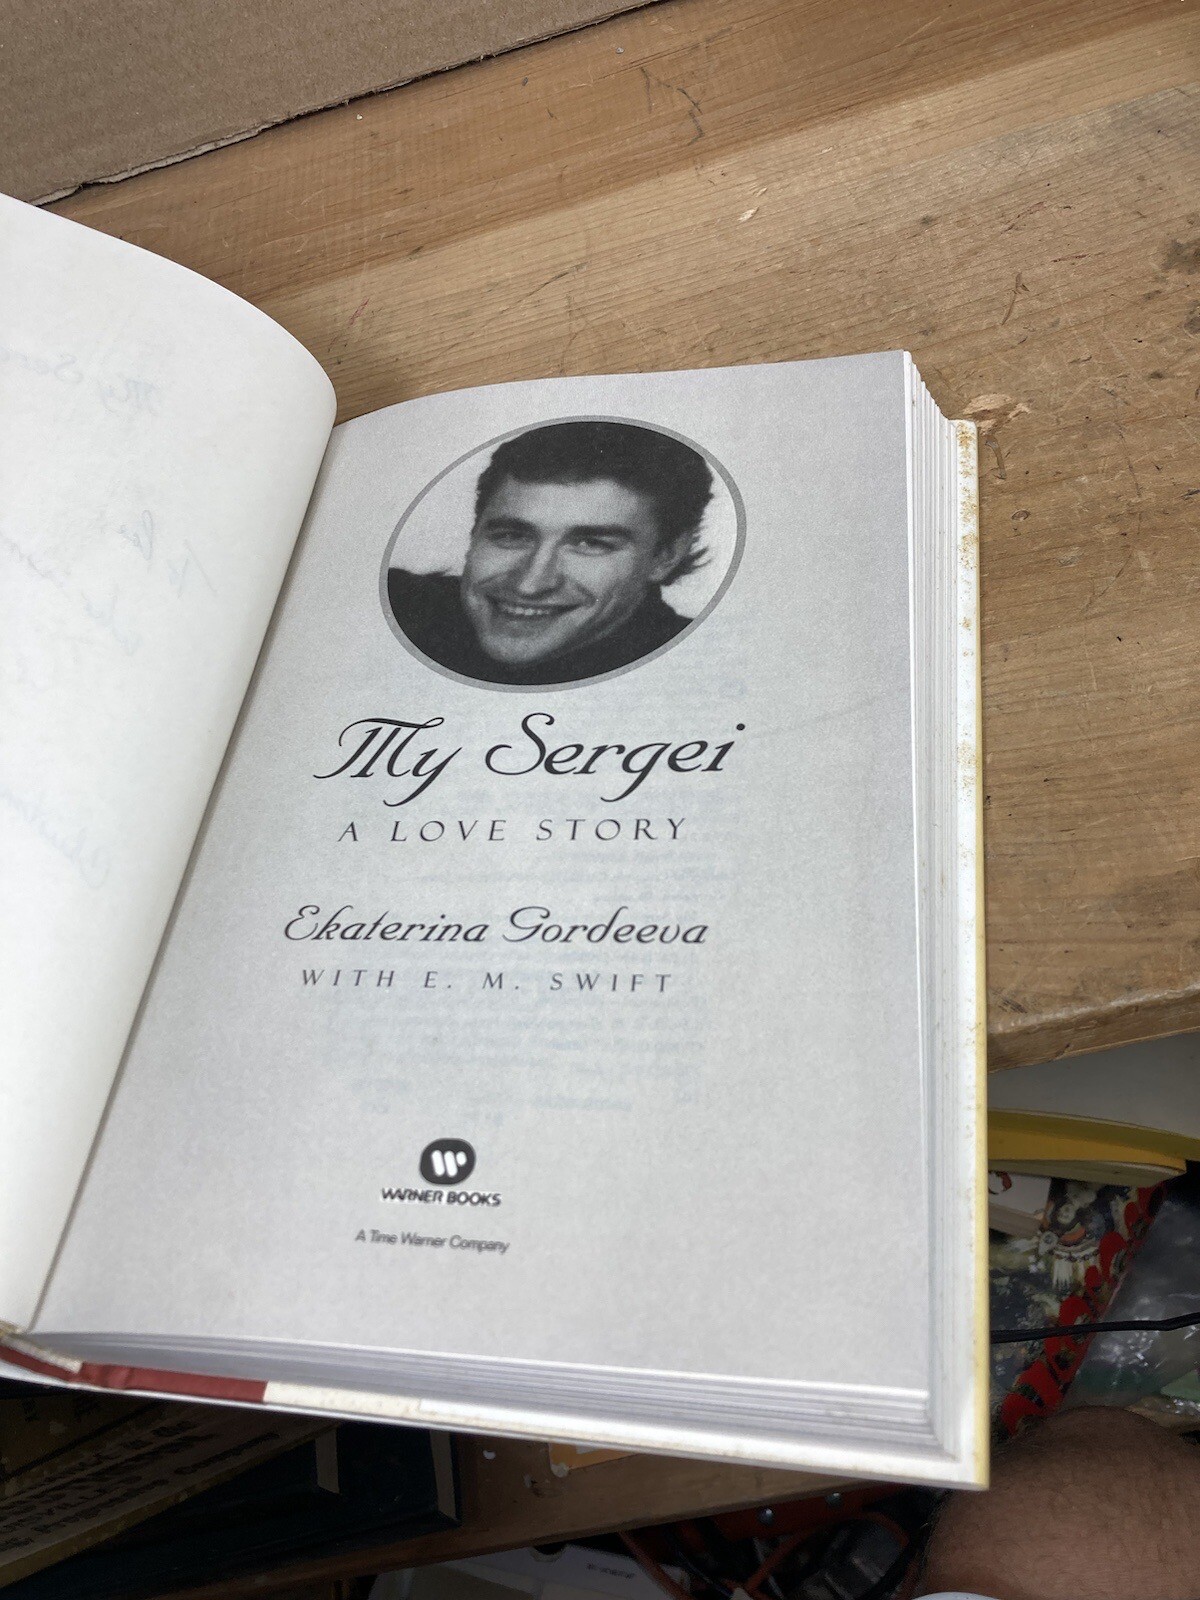 My Sergei
A LOVE STORY
Ekaterina Gordeeva
WITH E. M. SWIFT
WARNER BOOKS
A Time Warner Company